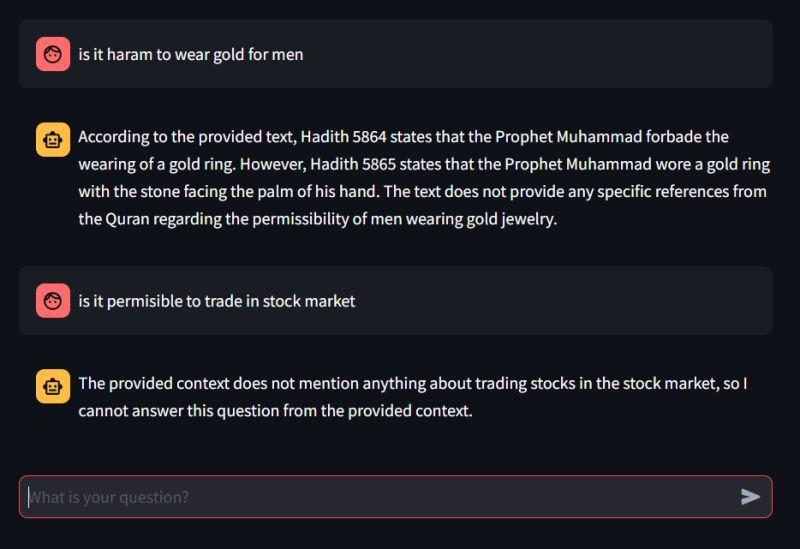 is it haram to wear gold for men
According to the provided text, Hadith 5864 states that the Prophet Muhammad forbade the
wearing of a gold ring. However, Hadith 5865 states that the Prophet Muhammad wore a gold ring
with the stone facing the palm of his hand. The text does not provide any specific references from
the Quran regarding the permissibility of men wearing gold jewelry.
is it permisible to trade in stock market
The provided context does not mention anything about trading stocks in the stock market, so I
cannot answer this question from the provided context.
What is your question?